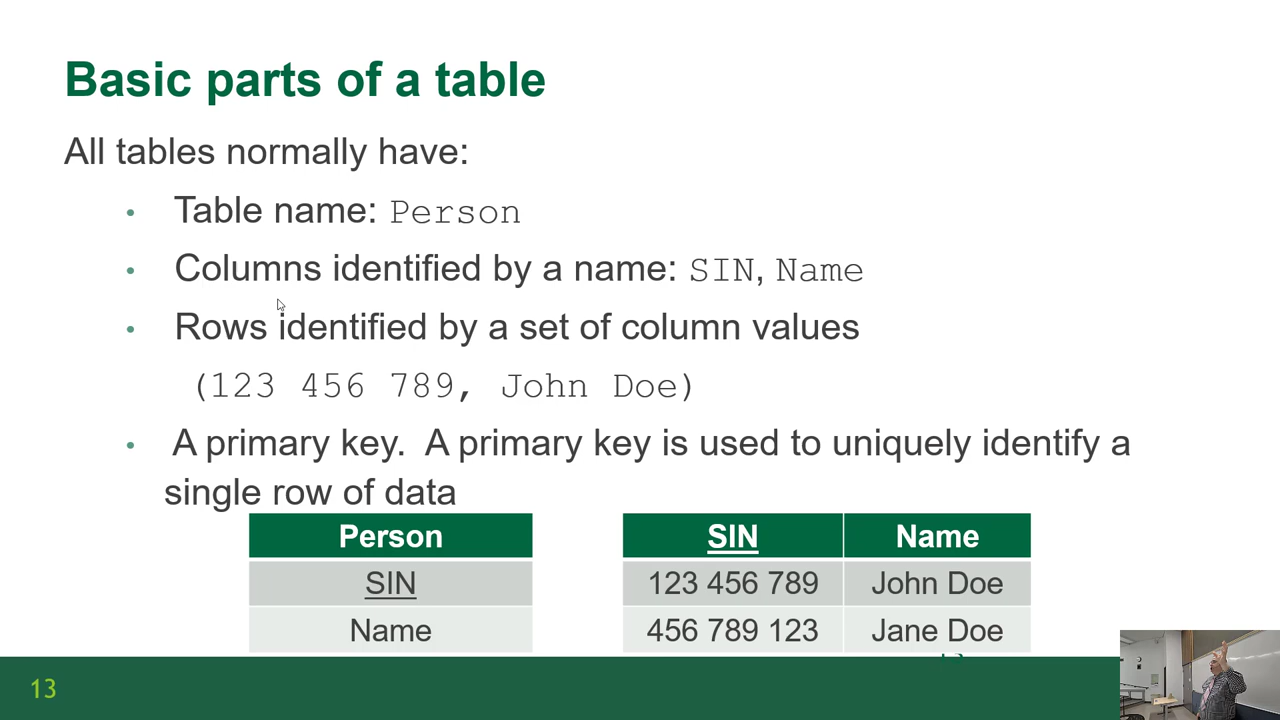 Basic parts of a table
All tables normally have:
• Table name: Person
• Columns identified by a name: SIN, Name
• Rows identified by a set of column values
(123 456 789, John Doe)
• A primary key.  A primary key is used to uniquely identify a
single row of data
Person
SIN
Name
SIN Name
123 456 789 John Doe
456 789 123 Jane Doe
13